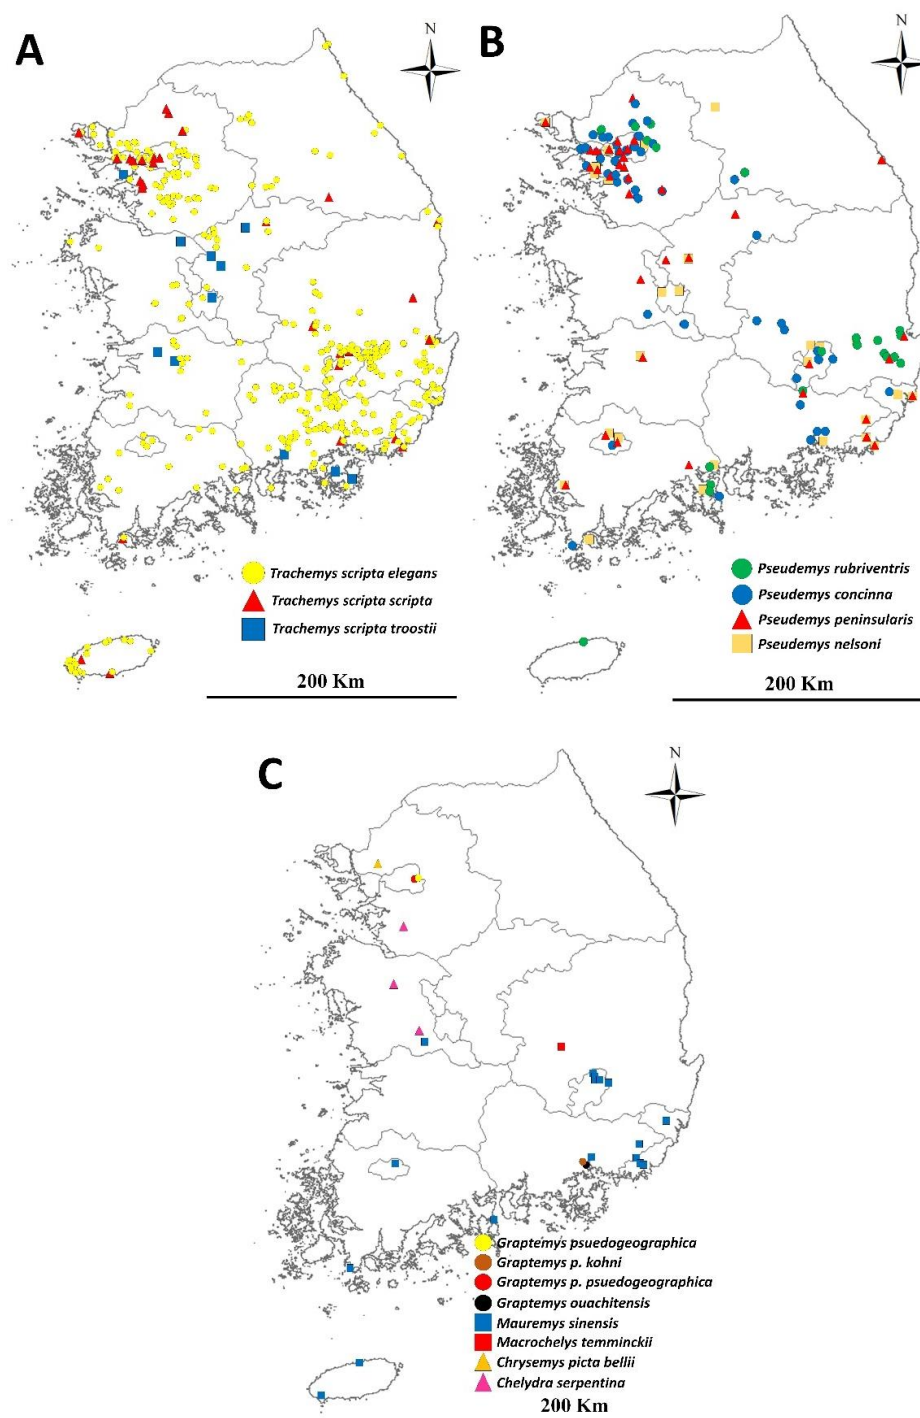 A
N
Trachemys scripta elegans
Trachemys scripta scripta
Trachemys scripta troostii
200 Km
B
N
Pseudemys rubriventris
Pseudemys concinna
Pseudemys peninsularis
Pseudemys nelsoni
200 Km
C
N
Graptemys psuedogeographica
Graptemys p. kohni
Graptemys p. psuedogeographica
Graptemys ouachitensis
Mauremys sinensis
Macrochelys temminckii
Chrysemys picta bellii
Chelydra serpentina
200 Km